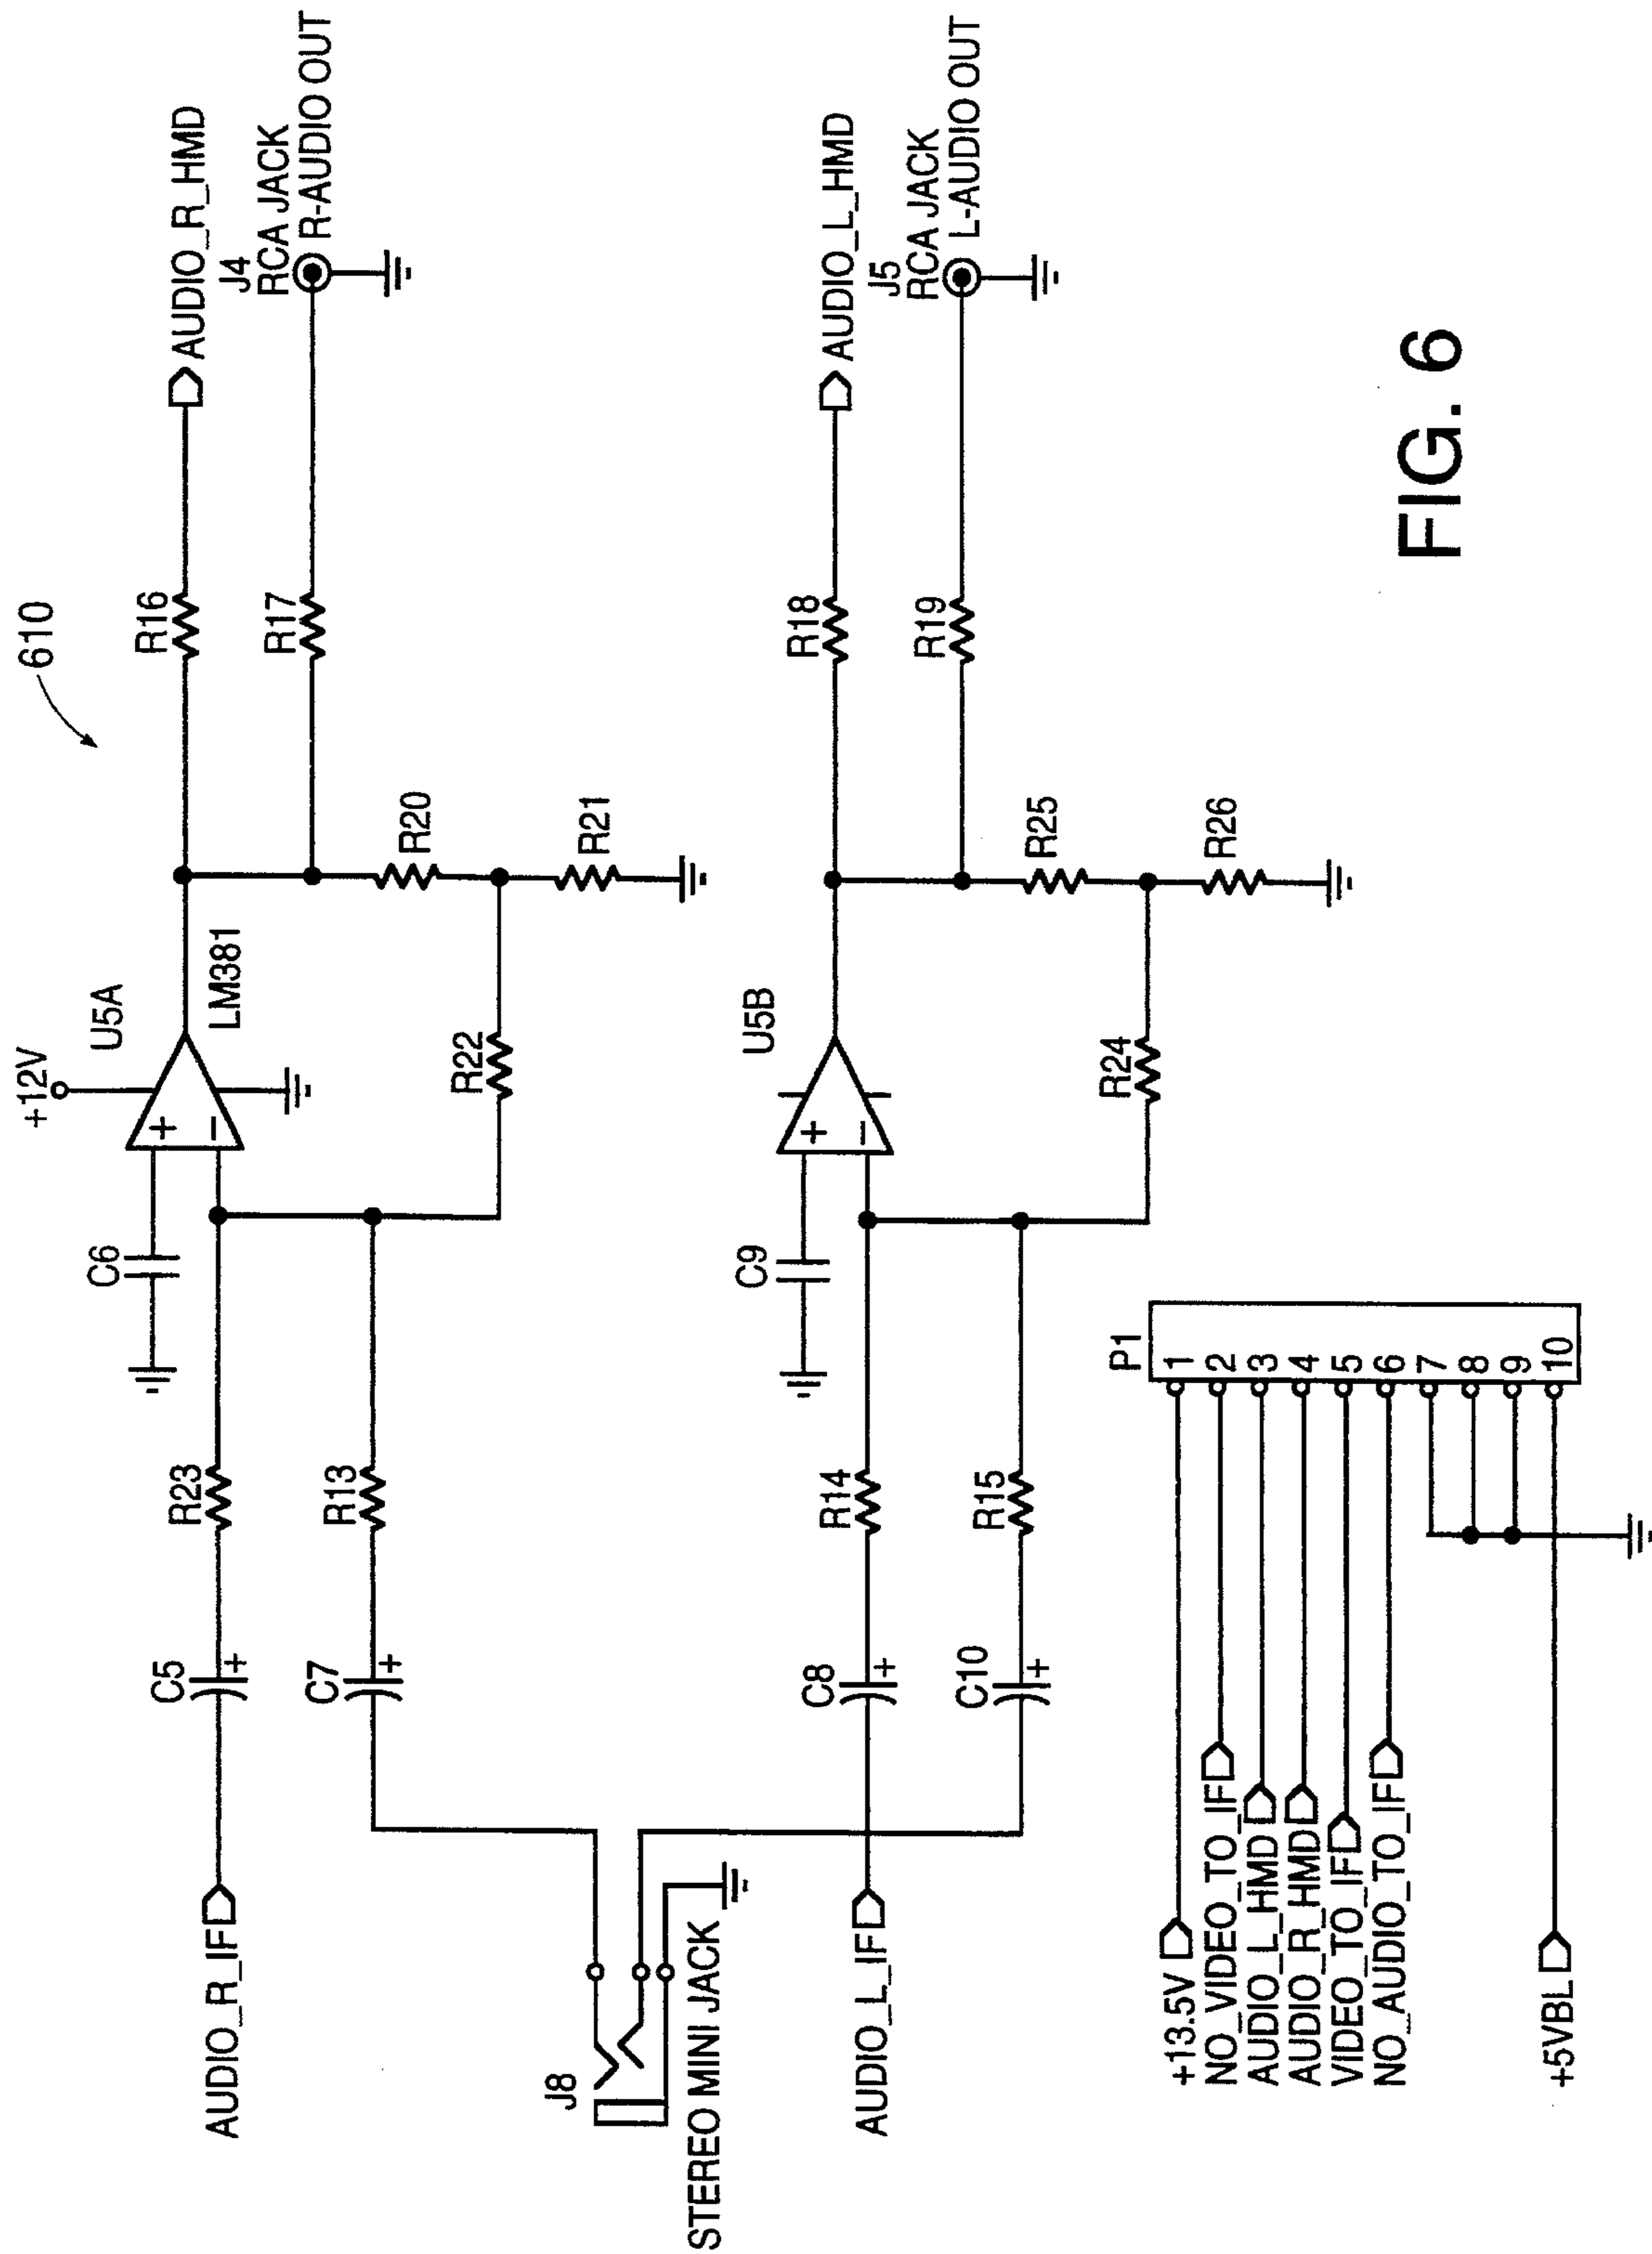 610
+12V
U5A
LM381
C6
C5
+
R23
+
−
R16
AUDIO_R_HMD
AUDIO_R_IF
J4
RCA JACK
R-AUDIO OUT
R17
C7
+
R13
R22
R20
R21
J8
STEREO MINI JACK
U5B
C9
C8
+
R14
+
−
R18
AUDIO_L_HMD
AUDIO_L_IF
J5
RCA JACK
L-AUDIO OUT
R19
C10
+
R15
R24
R25
R26
P1
+13.5V 1
NO_VIDEO_TO_IF 2
AUDIO_L_HMD 3
AUDIO_R_HMD 4
VIDEO_TO_IF 5
NO_AUDIO_TO_IF 6
7
8
9
+5VBL 10
FIG. 6